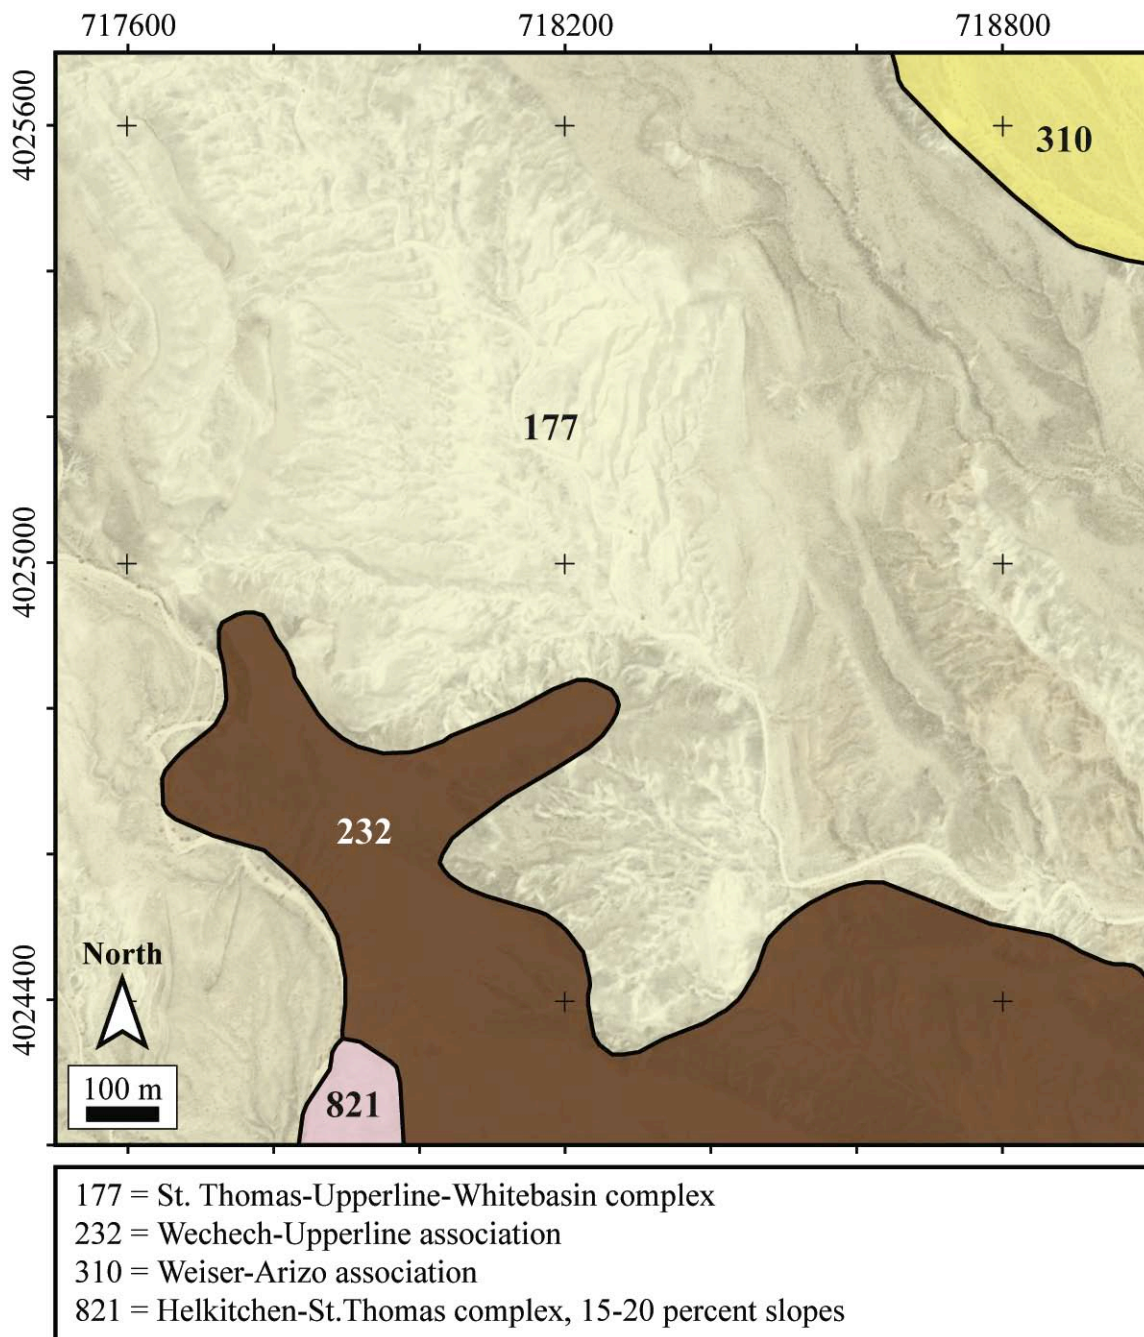 717600 718200 718800
4025600
310
177
4025000
232
North
4024400
100 m
821
177 = St. Thomas-Upperline-Whitebasin complex
232 = Wechech-Upperline association
310 = Weiser-Arizo association
821 = Helkitchen-St.Thomas complex, 15-20 percent slopes